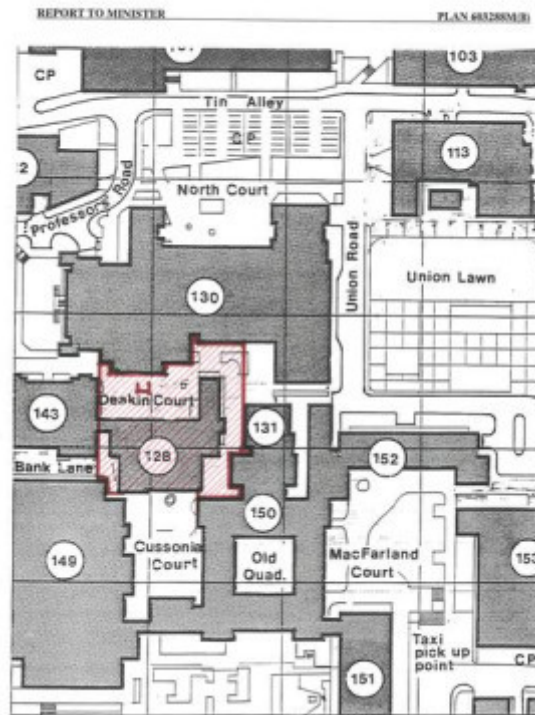 REPORT TO MINISTER
PLAN 603288M(B)
CP
103
Tin Alley
CP
113
Professors Road
North Court
Union Road
Union Lawn
130
Deakin Court
143
131
128
152
Bank Lane
150
149
Cussonia
Court
Old
Quad.
MacFarland
Court
153
Taxi
pick up
point
CP
151